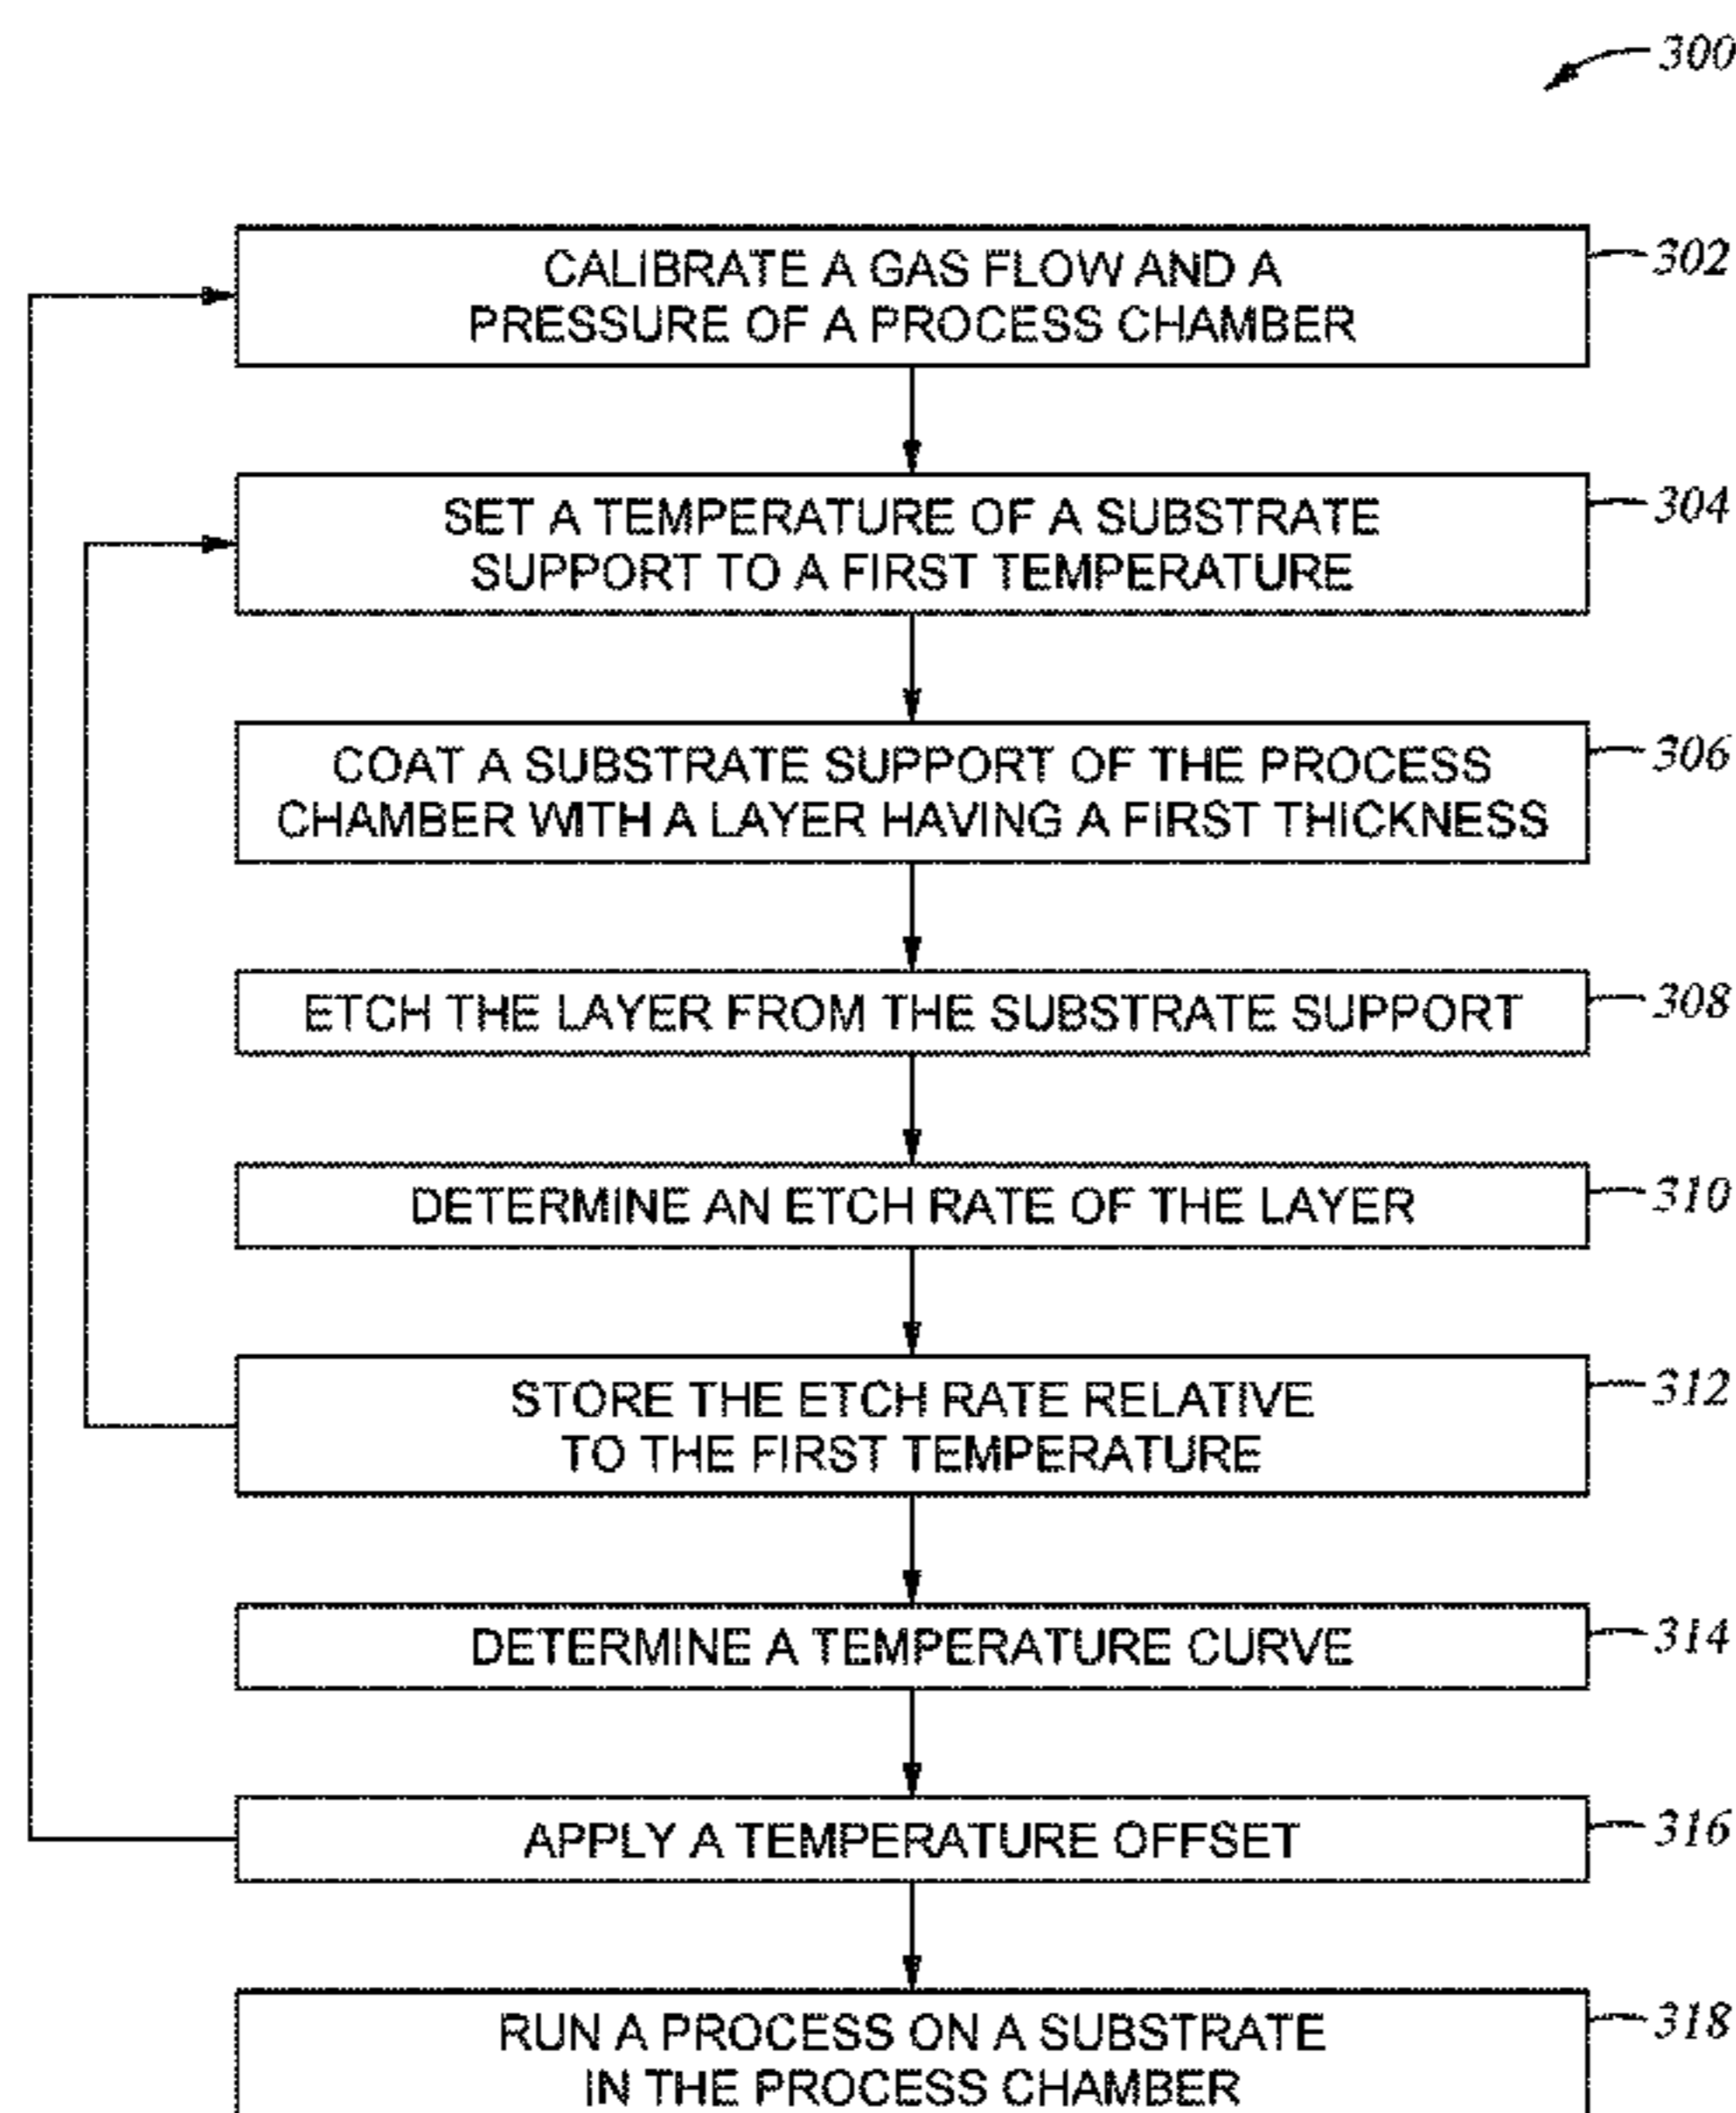 300
CALIBRATE A GAS FLOW AND A
PRESSURE OF A PROCESS CHAMBER
302
SET A TEMPERATURE OF A SUBSTRATE
SUPPORT TO A FIRST TEMPERATURE
304
COAT A SUBSTRATE SUPPORT OF THE PROCESS
CHAMBER WITH A LAYER HAVING A FIRST THICKNESS
306
ETCH THE LAYER FROM THE SUBSTRATE SUPPORT
308
DETERMINE AN ETCH RATE OF THE LAYER
310
STORE THE ETCH RATE RELATIVE
TO THE FIRST TEMPERATURE
312
DETERMINE A TEMPERATURE CURVE
314
APPLY A TEMPERATURE OFFSET
316
RUN A PROCESS ON A SUBSTRATE
IN THE PROCESS CHAMBER
318